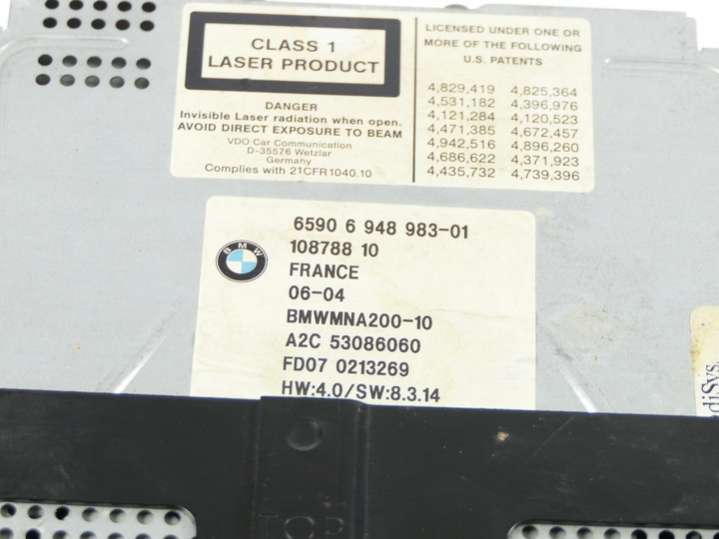 CLASS 1
LASER PRODUCT
DANGER
Invisible Laser radiation when open.
AVOID DIRECT EXPOSURE TO BEAM
VDO Car Communication
D-35576 Wetzlar
Germany
Complies with 21CFR1040.10
LICENSED UNDER ONE OR
MORE OF THE FOLLOWING
U.S. PATENTS
4,829,419 4,825,364
4,531,182 4,396,976
4,121,284 4,120,523
4,471,385 4,672,457
4,942,516 4,896,260
4,686,622 4,371,923
4,435,732 4,739,396
BMW
6590 6 948 983-01
108788 10
FRANCE
06-04
BMWMNA200-10
A2C 53086060
FD07 0213269
HW:4.0/SW:8.3.14
diSys
TOP